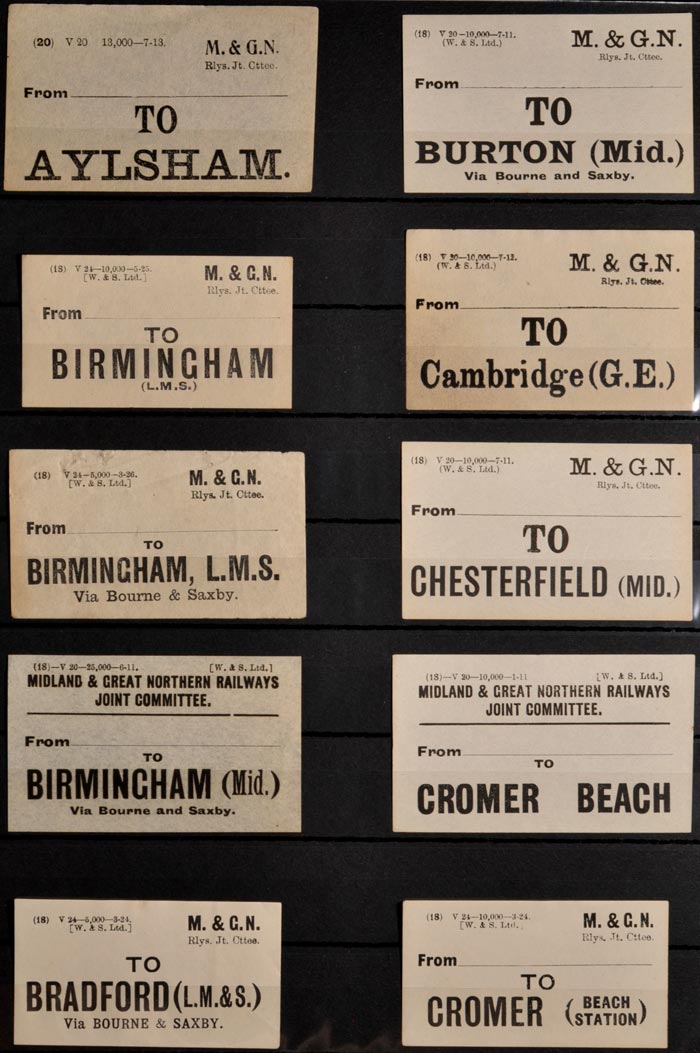 (20) V 20 13,000—7-13. M. & G.N.
Rlys. Jt. Cttee.
From
TO
AYLSHAM.
(18) V 20—10,000—7-11. M. & G.N.
(W. & S. Ltd.) Rly. Jt. Cttee.
From
TO
BURTON (Mid.)
Via Bourne and Saxby.
(18) V 24—10,000—5-25. M. & G.N.
[W. & S. Ltd.] Rlys. Jt. Cttee.
From
TO
BIRMINGHAM
(L.M.S.)
(18) V 20—10,000—7-12. M. & G.N.
(W. & S. Ltd.) Rlys. Jt. Cttee.
From
TO
Cambridge (G.E.)
(18) V 24—5,000—3-26. M. & G.N.
[W. & S. Ltd.] Rlys. Jt. Cttee.
From
TO
BIRMINGHAM, L.M.S.
Via Bourne & Saxby.
(18) V 20—10,000—7-11. M. & G.N.
(W. & S. Ltd.) Rlys. Jt. Cttee.
From
TO
CHESTERFIELD (MID.)
(18)—V 20—25,000—6-11. [W. & S. Ltd.]
MIDLAND & GREAT NORTHERN RAILWAYS
JOINT COMMITTEE.
From
TO
BIRMINGHAM (Mid.)
Via Bourne and Saxby.
(18)—V 20—10,000—1-11 [W. & S. Ltd.]
MIDLAND & GREAT NORTHERN RAILWAYS
JOINT COMMITTEE.
From
TO
CROMER BEACH
(18) V 24—5,000—3-24. M. & G.N.
[W. & S. Ltd.] Rlys. Jt. Cttee.
TO
BRADFORD (L.M.&S.)
Via BOURNE & SAXBY.
(18) V 24—10,000—3-24. M. & G.N.
[W. & S. Ltd.] Rlys. Jt. Cttee.
From
TO
CROMER (BEACH STATION)